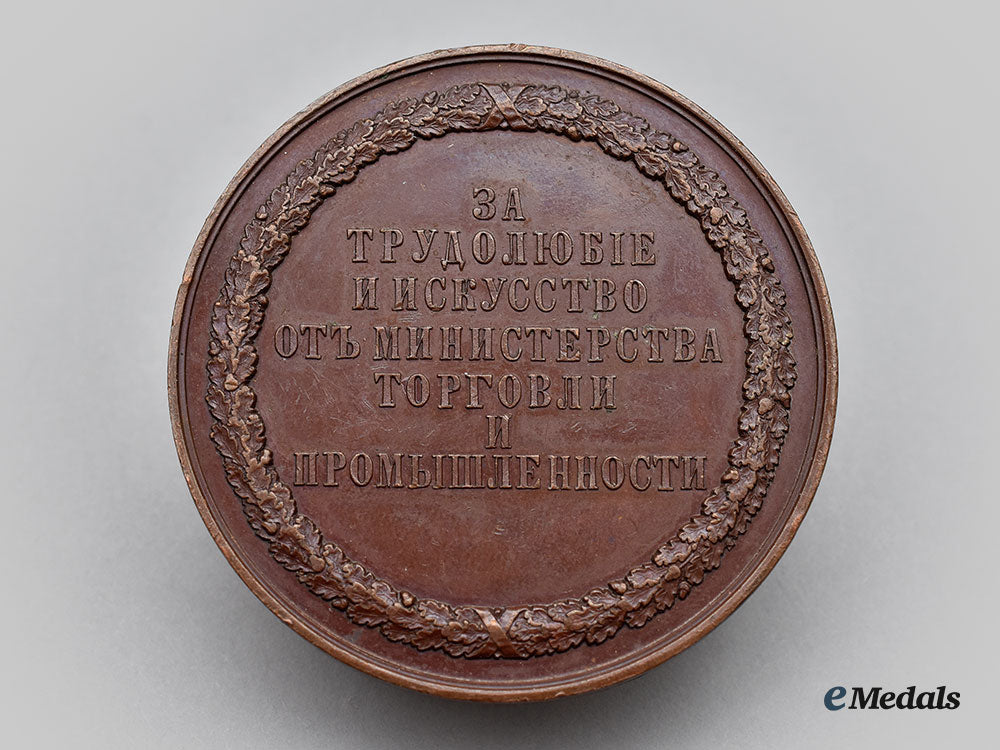 ЗА
ТРУДОЛЮБІЕ
И ИСКУССТВО
ОТЪ МИНИСТЕРСТВА
ТОРГОВЛИ
И
ПРОМЫШЛЕННОСТИ
eMedals